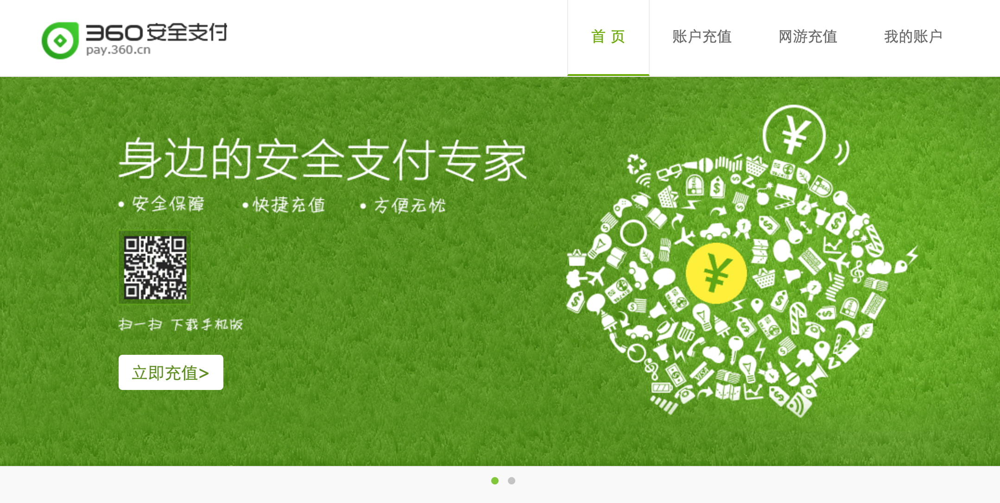 360安全支付
pay.360.cn
首 页
账户充值
网游充值
我的账户
身边的安全支付专家
• 安全保障 • 快捷充值 • 方便无忧
扫一扫 下载手机版
立即充值>